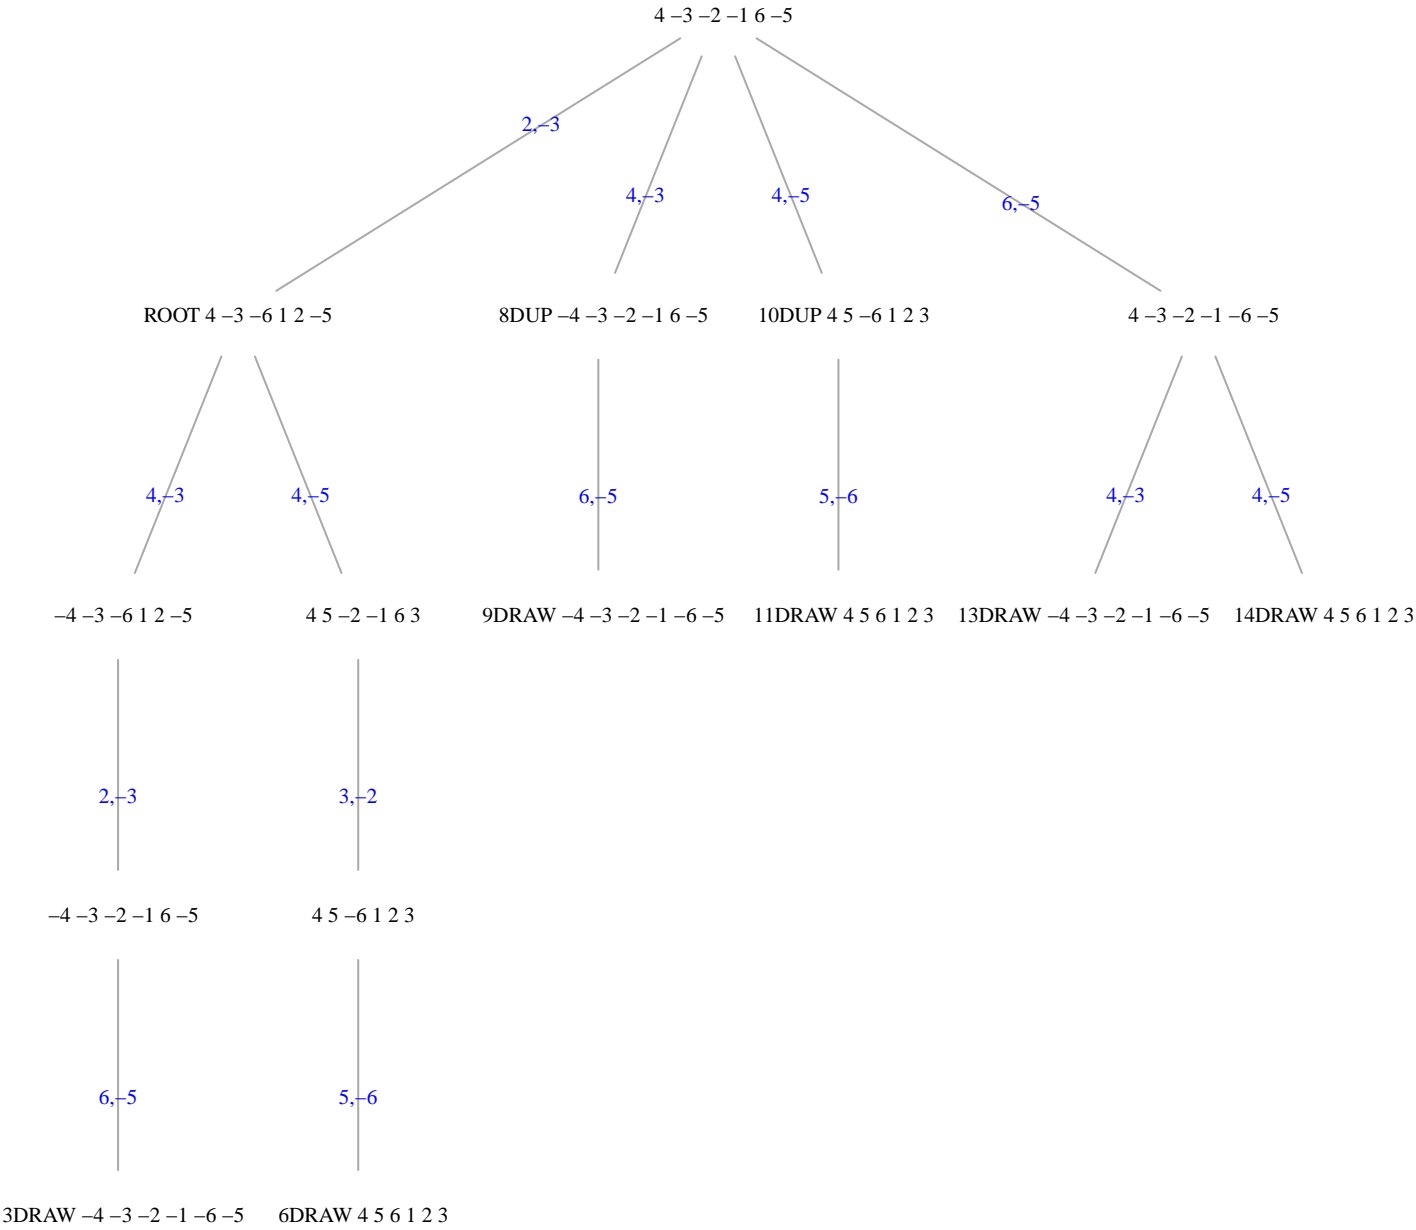 4 –3 –2 –1 6 –5
2,–3
4,–3
4,–5
6,–5
ROOT 4 –3 –6 1 2 –5
8DUP –4 –3 –2 –1 6 –5
10DUP 4 5 –6 1 2 3
4 –3 –2 –1 –6 –5
4,–3
4,–5
6,–5
5,–6
4,–3
4,–5
–4 –3 –6 1 2 –5
4 5 –2 –1 6 3
9DRAW –4 –3 –2 –1 –6 –5
11DRAW 4 5 6 1 2 3
13DRAW –4 –3 –2 –1 –6 –5
14DRAW 4 5 6 1 2 3
2,–3
3,–2
–4 –3 –2 –1 6 –5
4 5 –6 1 2 3
6,–5
5,–6
3DRAW –4 –3 –2 –1 –6 –5
6DRAW 4 5 6 1 2 3